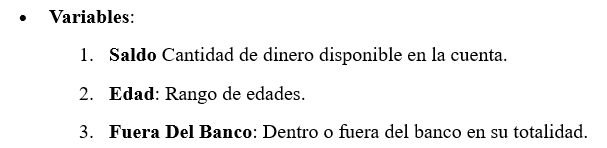 • Variables:
1. Saldo Cantidad de dinero disponible en la cuenta.
2. Edad: Rango de edades.
3. Fuera Del Banco: Dentro o fuera del banco en su totalidad.